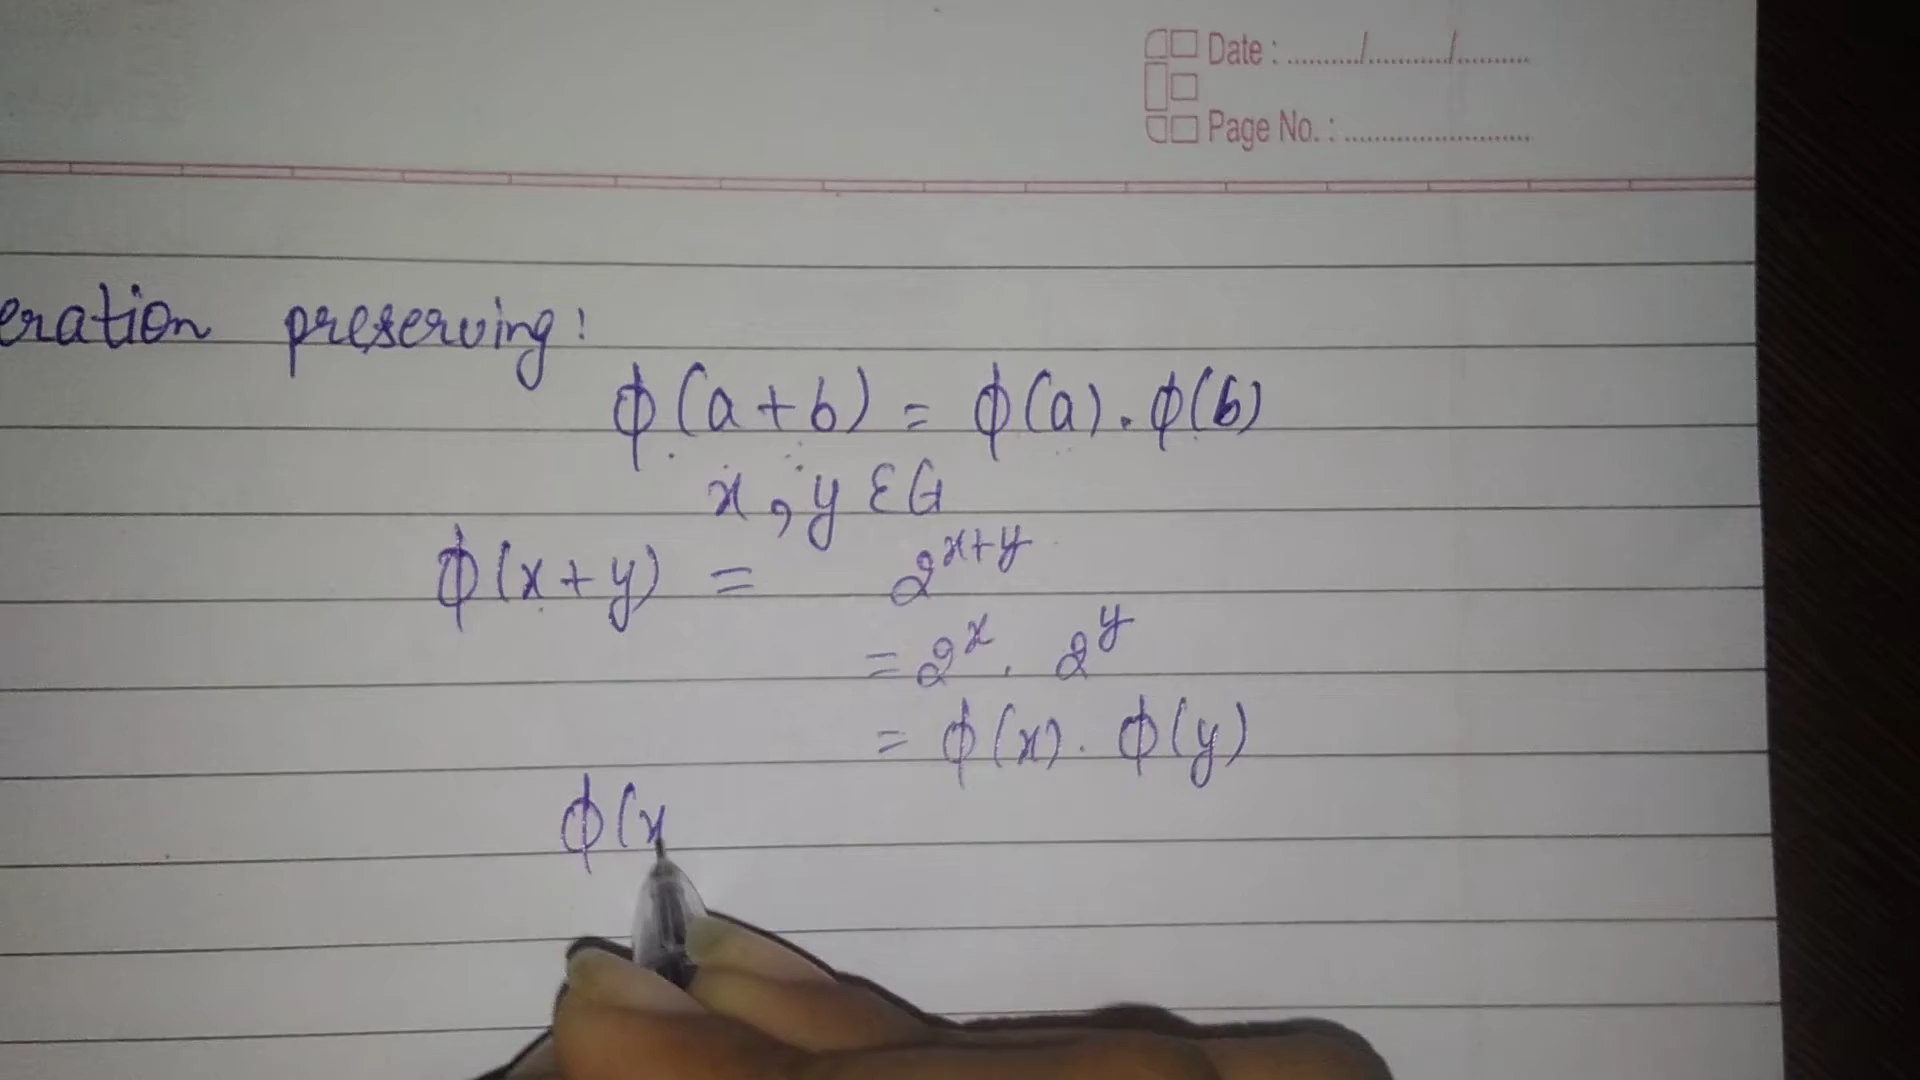 Date : ........../.........../..........
Page No. : ..........................
eration preserving:
ϕ(a+b) = ϕ(a).ϕ(b)
x, y ε G
ϕ(x+y) = 2^{x+y}
= 2^x . 2^y
= ϕ(x). ϕ(y)
ϕ(x